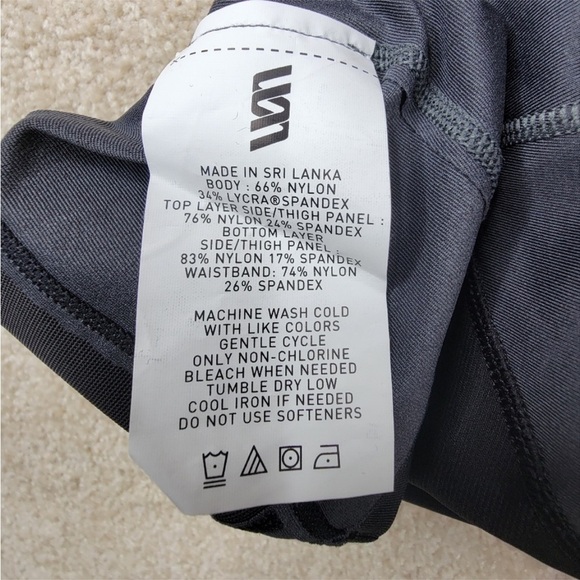 MADE IN SRI LANKA
BODY : 66% NYLON
34% LYCRA®SPANDEX
TOP LAYER SIDE/THIGH PANEL :
76% NYLON 24% SPANDEX
BOTTOM LAYER
SIDE/THIGH PANEL :
83% NYLON 17% SPANDEX
WAISTBAND: 74% NYLON
26% SPANDEX
MACHINE WASH COLD
WITH LIKE COLORS
GENTLE CYCLE
ONLY NON-CHLORINE
BLEACH WHEN NEEDED
TUMBLE DRY LOW
COOL IRON IF NEEDED
DO NOT USE SOFTENERS